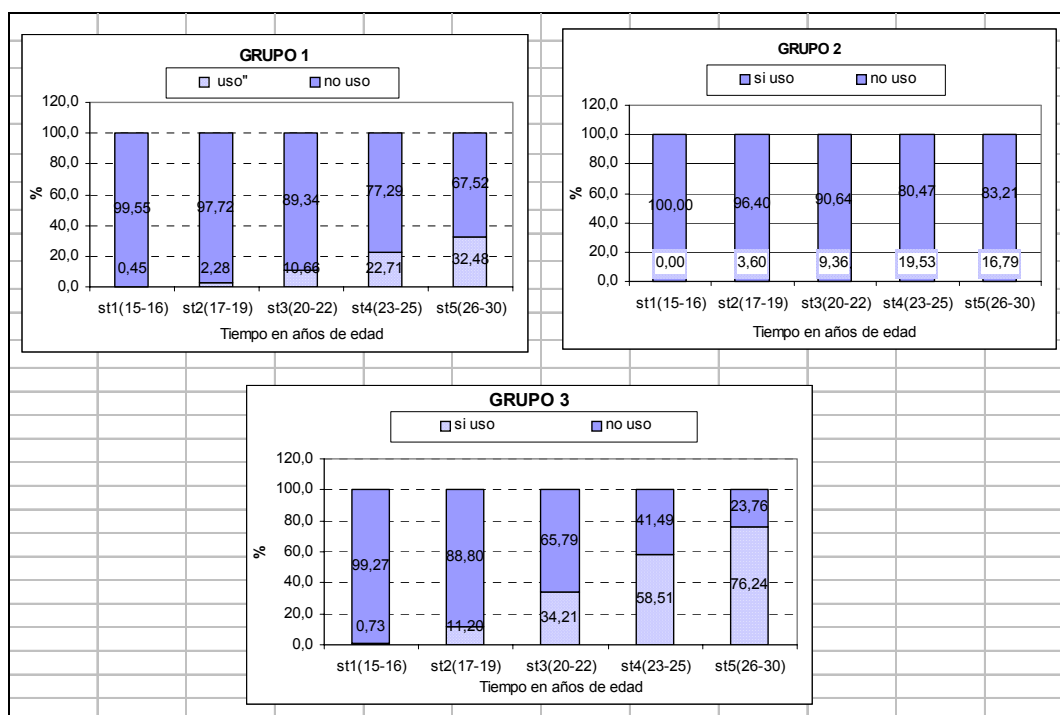 GRUPO 1
uso" no uso
120,0
100,0
80,0
60,0
40,0
20,0
0,0
%
99,55 97,72 89,34 77,29 67,52
0,45 2,28 10,66 22,71 32,48
st1(15-16) st2(17-19) st3(20-22) st4(23-25) st5(26-30)
Tiempo en años de edad
GRUPO 2
si uso no uso
120,0
100,0
80,0
60,0
40,0
20,0
0,0
%
100,00 96,40 90,64 80,47 83,21
0,00 3,60 9,36 19,53 16,79
st1(15-16) st2(17-19) st3(20-22) st4(23-25) st5(26-30)
Tiempo en años de edad
GRUPO 3
si uso no uso
120,0
100,0
80,0
60,0
40,0
20,0
0,0
%
99,27 88,80 65,79 41,49 23,76
0,73 11,20 34,21 58,51 76,24
st1(15-16) st2(17-19) st3(20-22) st4(23-25) st5(26-30)
Tiempo en años de edad